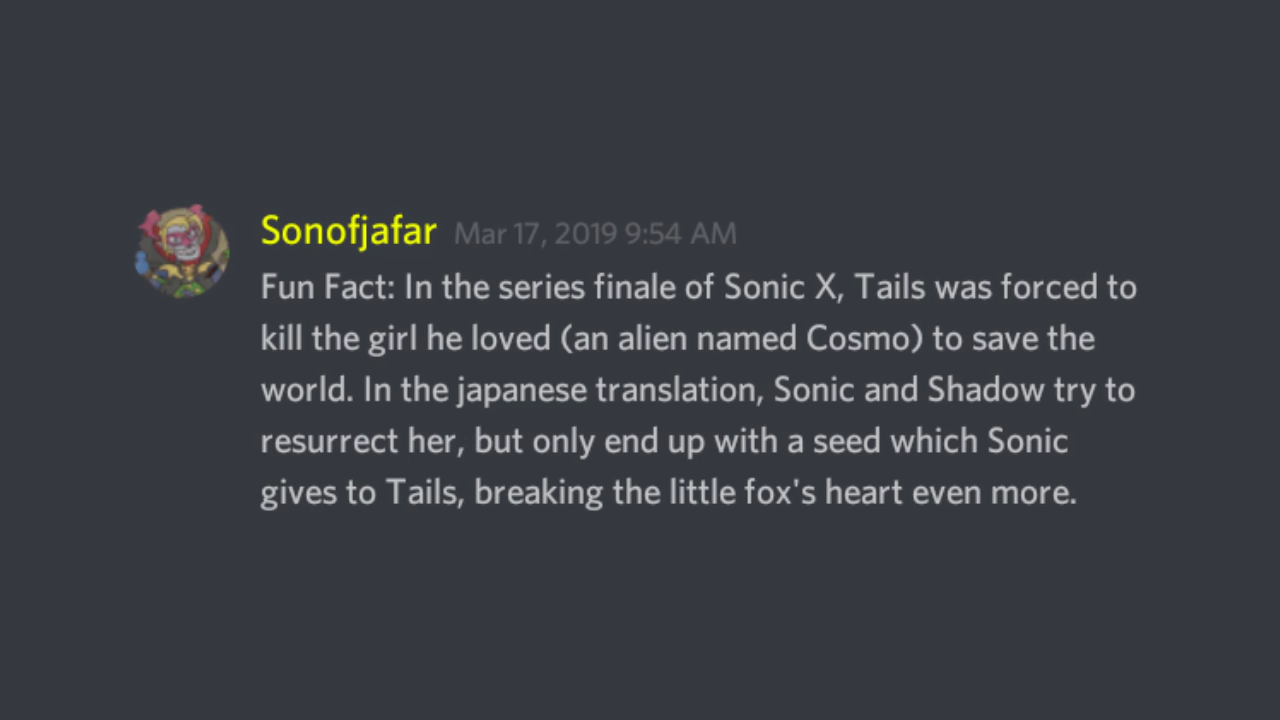 Sonofjafar Mar 17, 2019 9:54 AM
Fun Fact: In the series finale of Sonic X, Tails was forced to
kill the girl he loved (an alien named Cosmo) to save the
world. In the japanese translation, Sonic and Shadow try to
resurrect her, but only end up with a seed which Sonic
gives to Tails, breaking the little fox's heart even more.